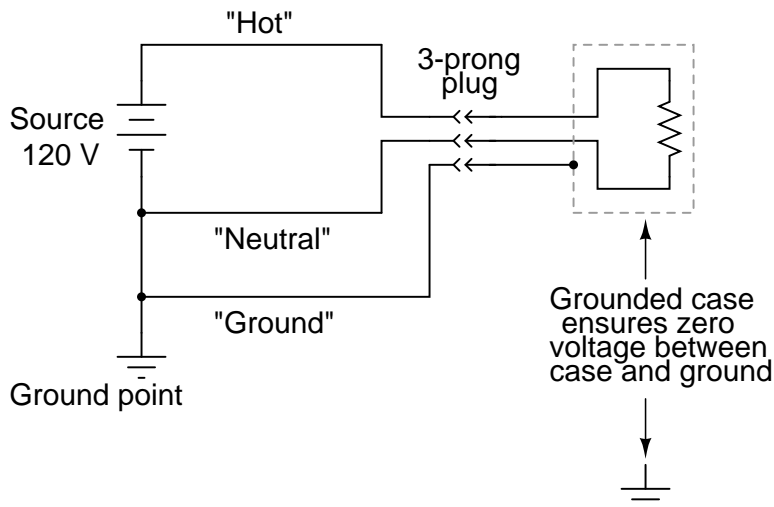 "Hot"
3-prong
plug
Source
120 V
"Neutral"
"Ground"
Ground point
Grounded case
ensures zero
voltage between
case and ground